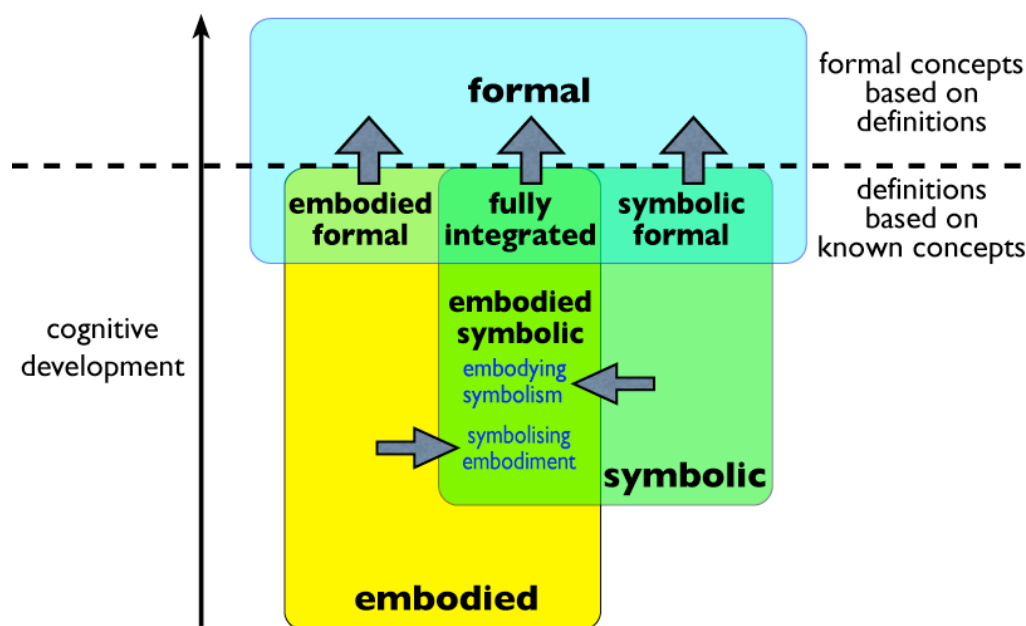 formal
formal concepts
based on
definitions
embodied
formal
fully
integrated
symbolic
formal
definitions
based on
known concepts
embodied
symbolic
cognitive
development
embodying
symbolism
symbolising
embodiment
symbolic
embodied